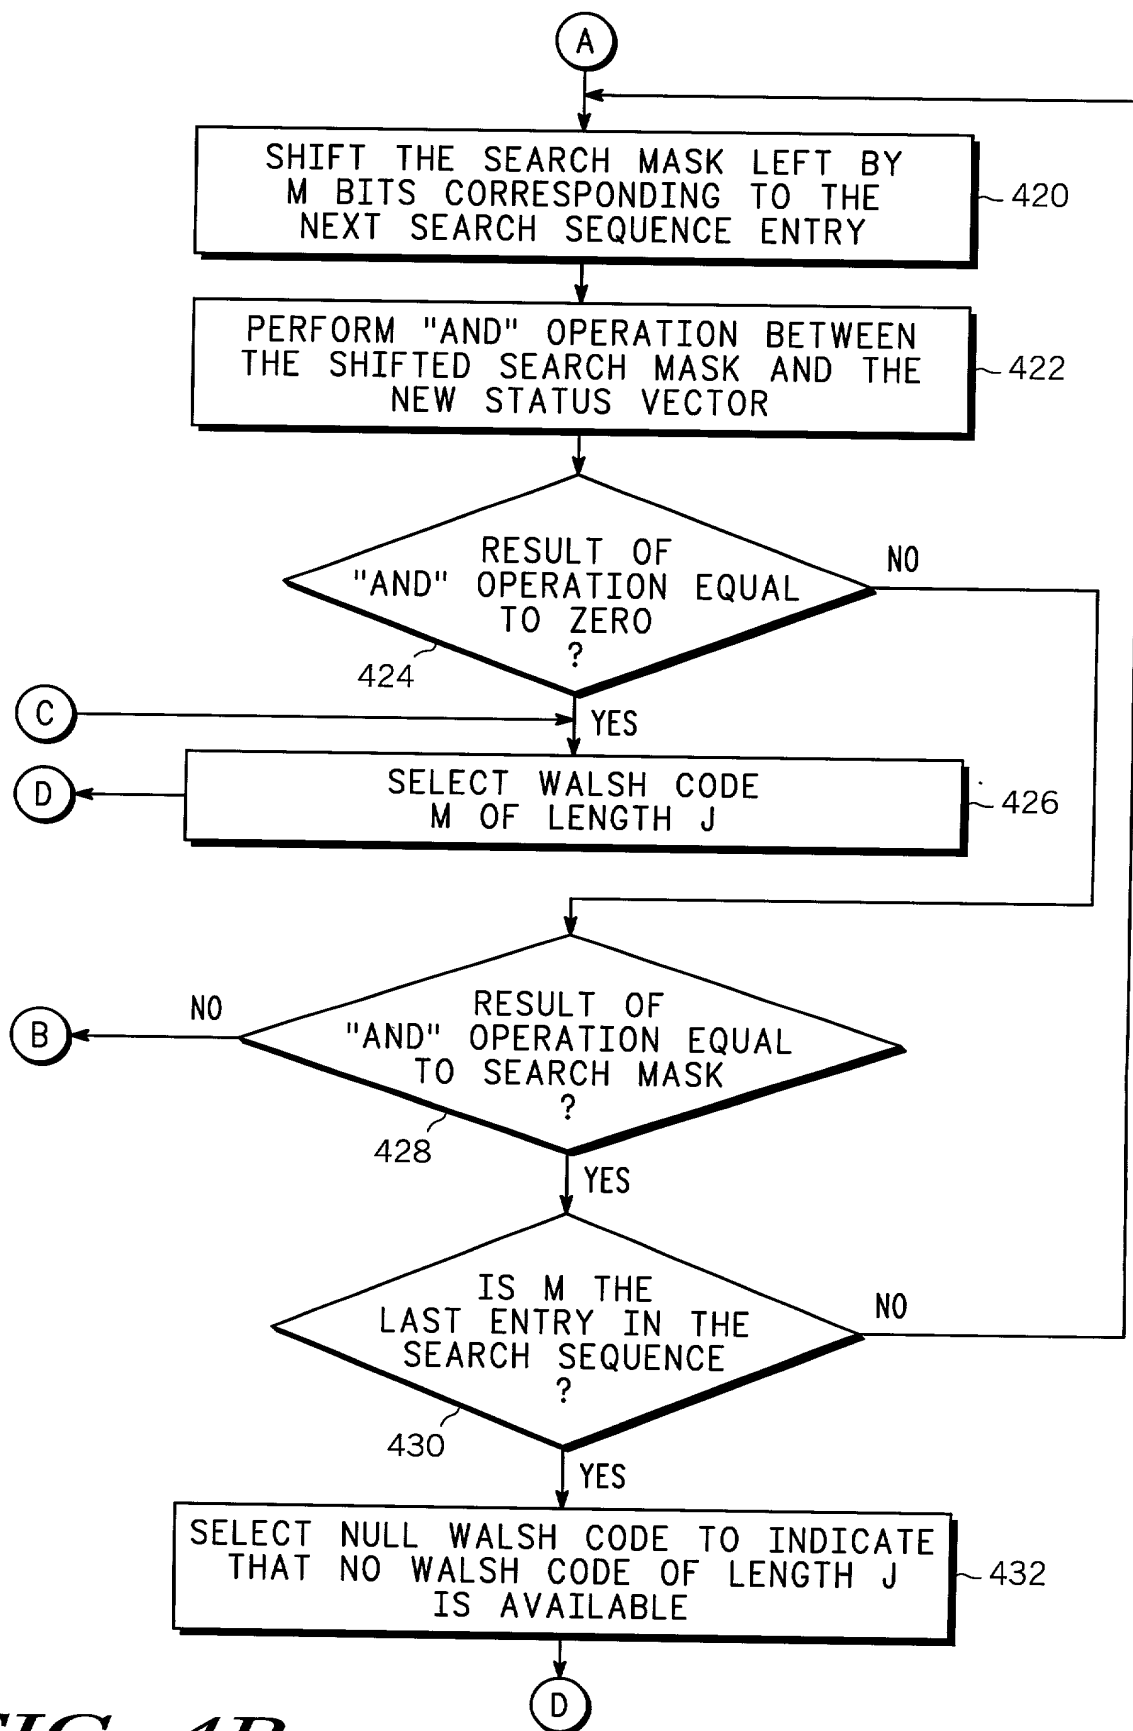 A
SHIFT THE SEARCH MASK LEFT BY
M BITS CORRESPONDING TO THE
NEXT SEARCH SEQUENCE ENTRY
420
PERFORM "AND" OPERATION BETWEEN
THE SHIFTED SEARCH MASK AND THE
NEW STATUS VECTOR
422
RESULT OF
"AND" OPERATION EQUAL
TO ZERO
?
NO
424
C
YES
D
SELECT WALSH CODE
M OF LENGTH J
426
B
NO
RESULT OF
"AND" OPERATION EQUAL
TO SEARCH MASK
?
428
YES
IS M THE
LAST ENTRY IN THE
SEARCH SEQUENCE
?
NO
430
YES
SELECT NULL WALSH CODE TO INDICATE
THAT NO WALSH CODE OF LENGTH J
IS AVAILABLE
432
D